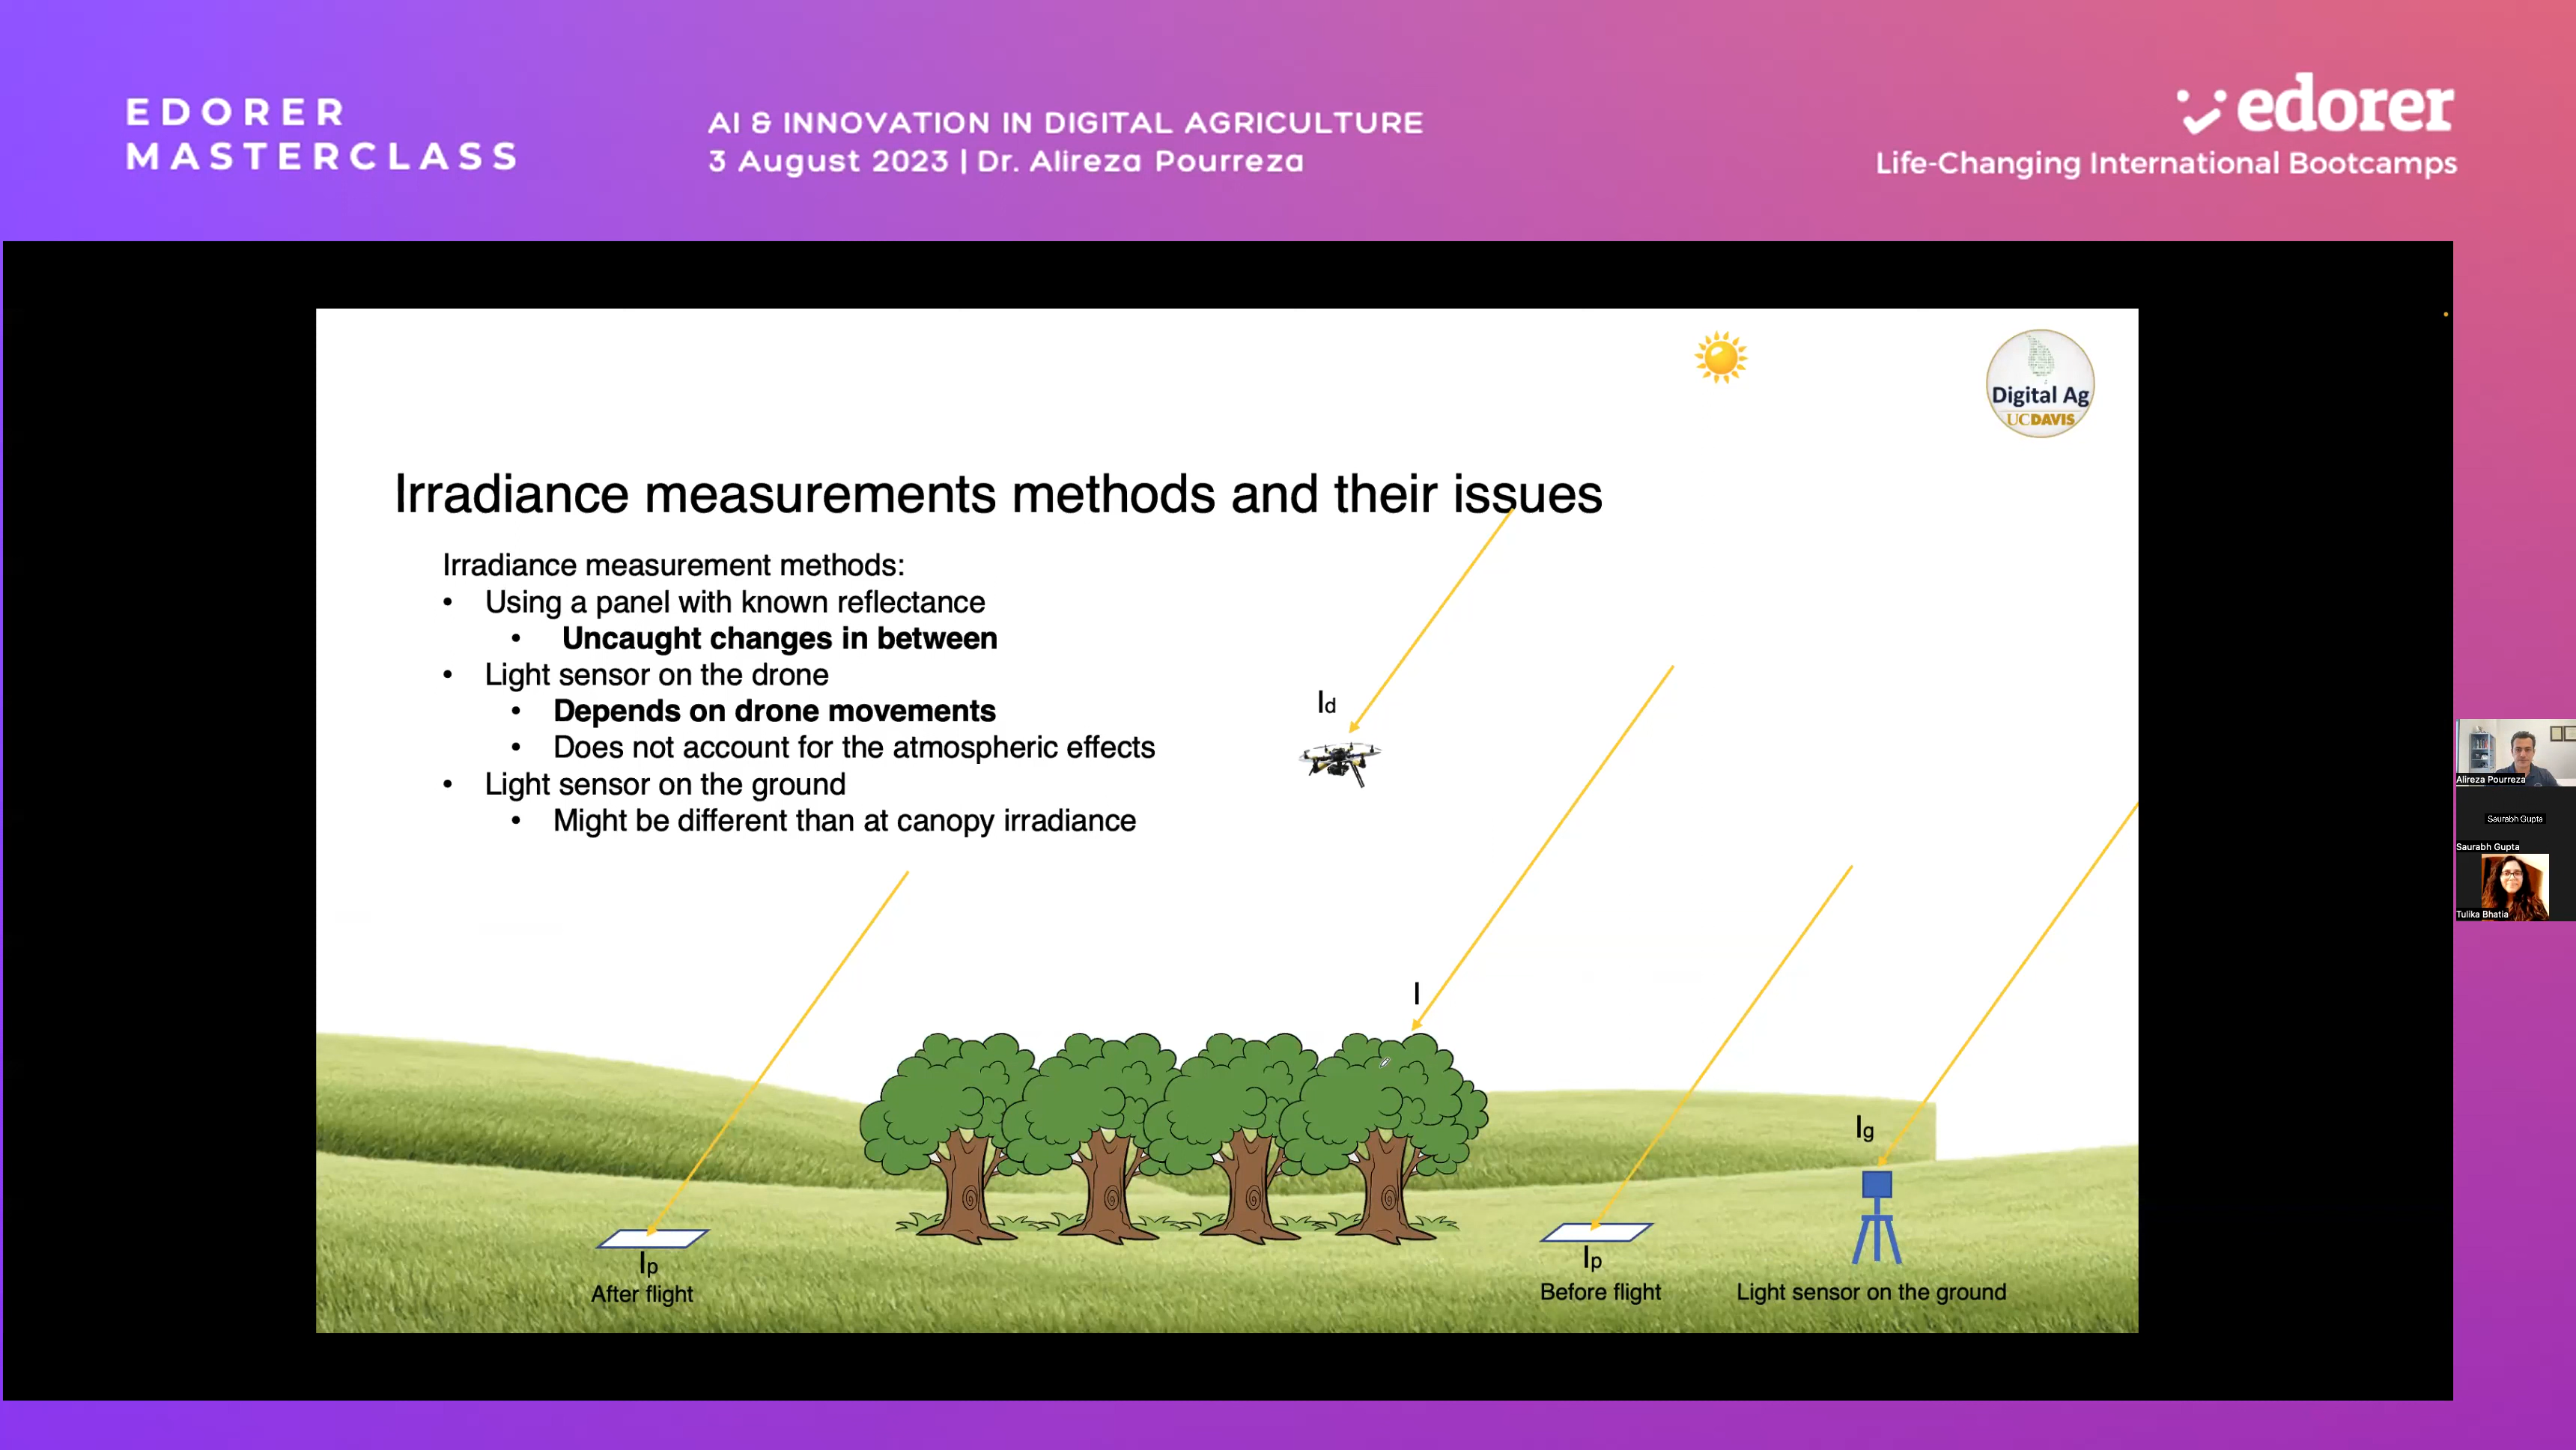 EDORER
MASTERCLASS
AI & INNOVATION IN DIGITAL AGRICULTURE
3 August 2023 | Dr. Alireza Pourreza
edorer
Life-Changing International Bootcamps
Digital Ag
UCDAVIS
Irradiance measurements methods and their issues
Irradiance measurement methods:
• Using a panel with known reflectance
• Uncaught changes in between
• Light sensor on the drone
• Depends on drone movements
• Does not account for the atmospheric effects
• Light sensor on the ground
• Might be different than at canopy irradiance
Id
I
Ig
Ip
After flight
Ip
Before flight
Light sensor on the ground
Alireza Pourreza
Saurabh Gupta
Saurabh Gupta
Tulika Bhatia